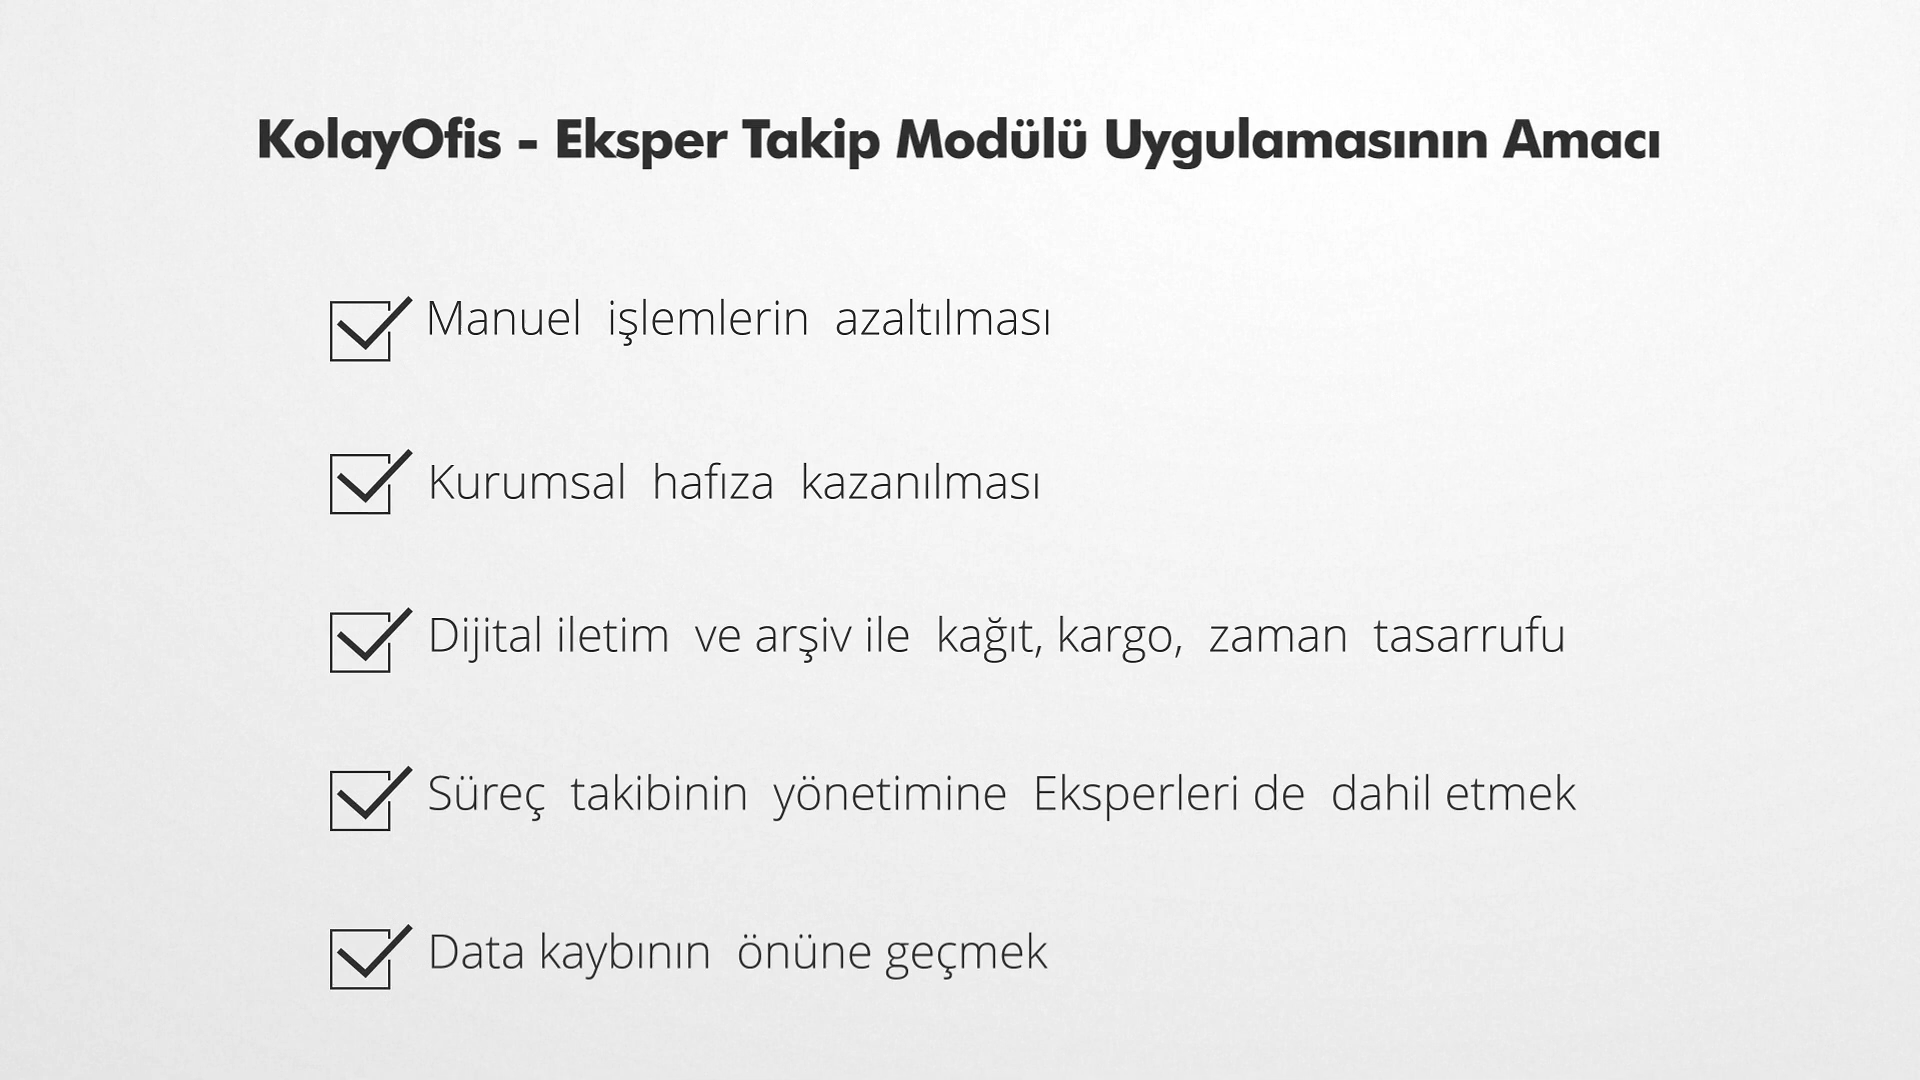 KolayOfis - Eksper Takip Modülü Uygulamasının Amacı
Manuel işlemlerin azaltılması
Kurumsal hafıza kazanılması
Dijital iletim ve arşiv ile kağıt, kargo, zaman tasarrufu
Süreç takibinin yönetimine Eksperleri de dahil etmek
Data kaybının önüne geçmek